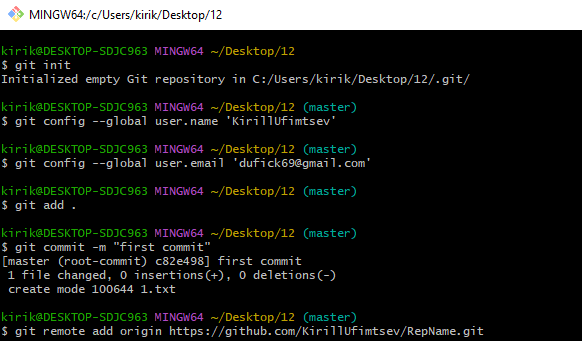 MINGW64:/c/Users/kirik/Desktop/12
kirik@DESKTOP-SDJC963 MINGW64 ~/Desktop/12
$ git init
Initialized empty Git repository in C:/Users/kirik/Desktop/12/.git/
kirik@DESKTOP-SDJC963 MINGW64 ~/Desktop/12 (master)
$ git config --global user.name 'KirillUfimtsev'
kirik@DESKTOP-SDJC963 MINGW64 ~/Desktop/12 (master)
$ git config --global user.email 'dufick69@gmail.com'
kirik@DESKTOP-SDJC963 MINGW64 ~/Desktop/12 (master)
$ git add .
kirik@DESKTOP-SDJC963 MINGW64 ~/Desktop/12 (master)
$ git commit -m "first commit"
[master (root-commit) c82e498] first commit
 1 file changed, 0 insertions(+), 0 deletions(-)
 create mode 100644 1.txt
kirik@DESKTOP-SDJC963 MINGW64 ~/Desktop/12 (master)
$ git remote add origin https://github.com/KirillUfimtsev/RepName.git